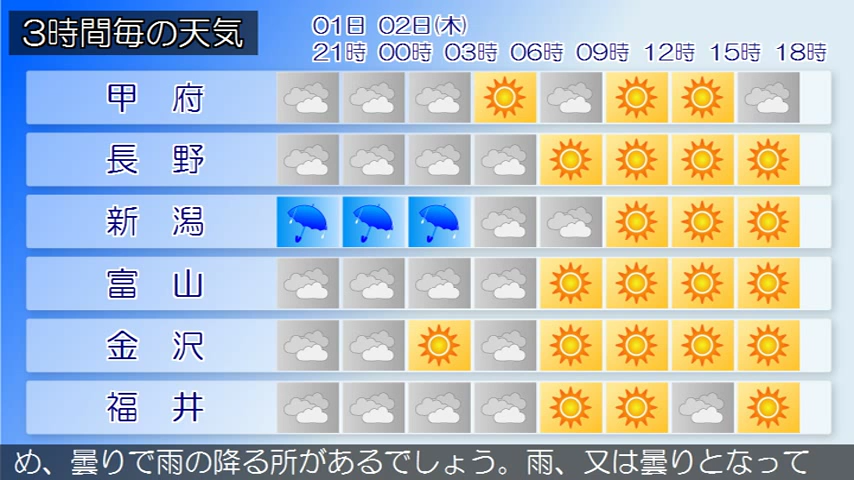 3時間毎の天気
01日 02日(木)
21時 00時 03時 06時 09時 12時 15時 18時
甲 府
長 野
新 潟
富 山
金 沢
福 井
め、曇りで雨の降る所があるでしょう。雨、又は曇りとなって